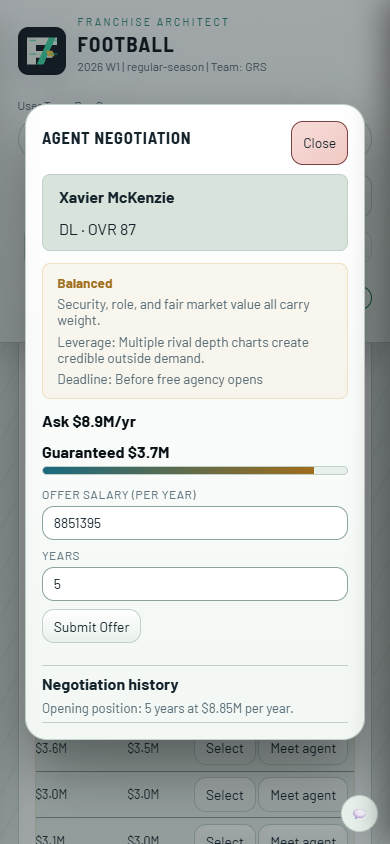 FRANCHISE ARCHITECT
FOOTBALL
2026 W1 | regular-season | Team: GRS
AGENT NEGOTIATION
Close
Xavier McKenzie
DL · OVR 87
Balanced
Security, role, and fair market value all carry
weight.
Leverage: Multiple rival depth charts create
credible outside demand.
Deadline: Before free agency opens
Ask $8.9M/yr
Guaranteed $3.7M
OFFER SALARY (PER YEAR)
8851395
YEARS
5
Submit Offer
Negotiation history
Opening position: 5 years at $8.85M per year.
$3.6M $3.5M Select Meet agent
$3.0M $3.0M Select Meet agent
$3.1M $3.0M Select Meet agent